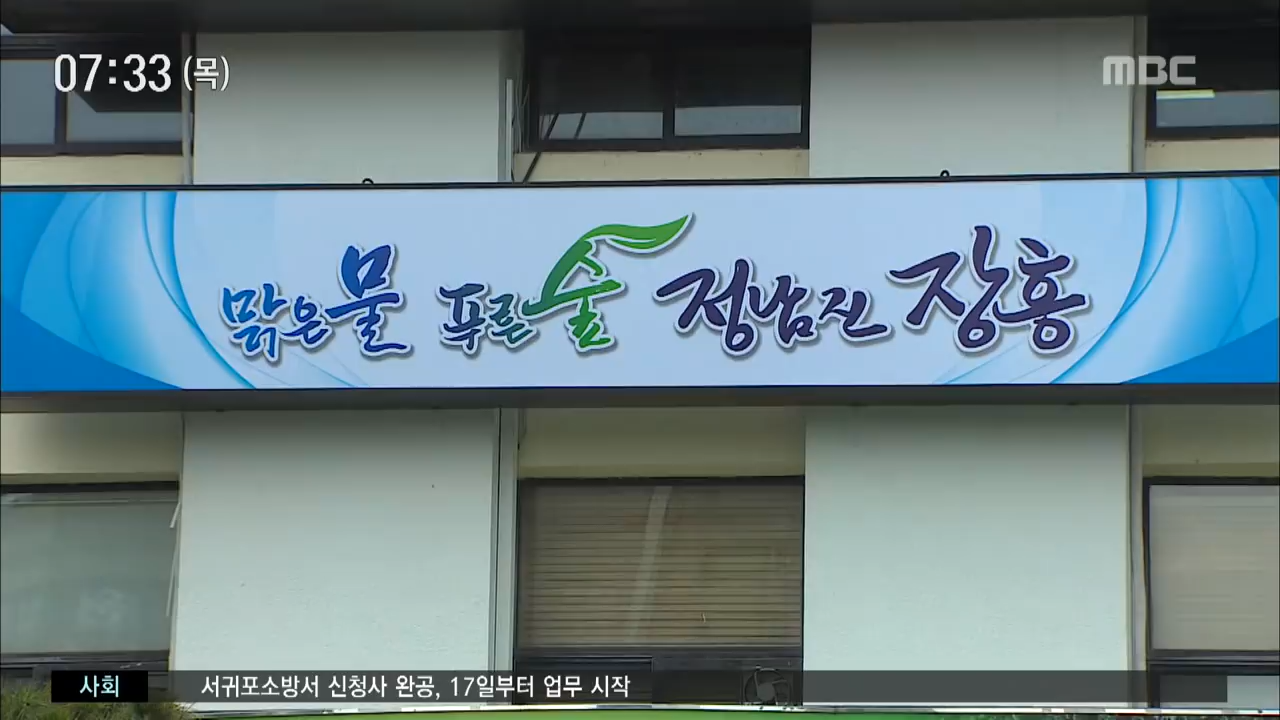 07:33 (목)
MBC
맑은물 푸른숲 정남진 장흥
사회
서귀포소방서 신청사 완공, 17일부터 업무 시작